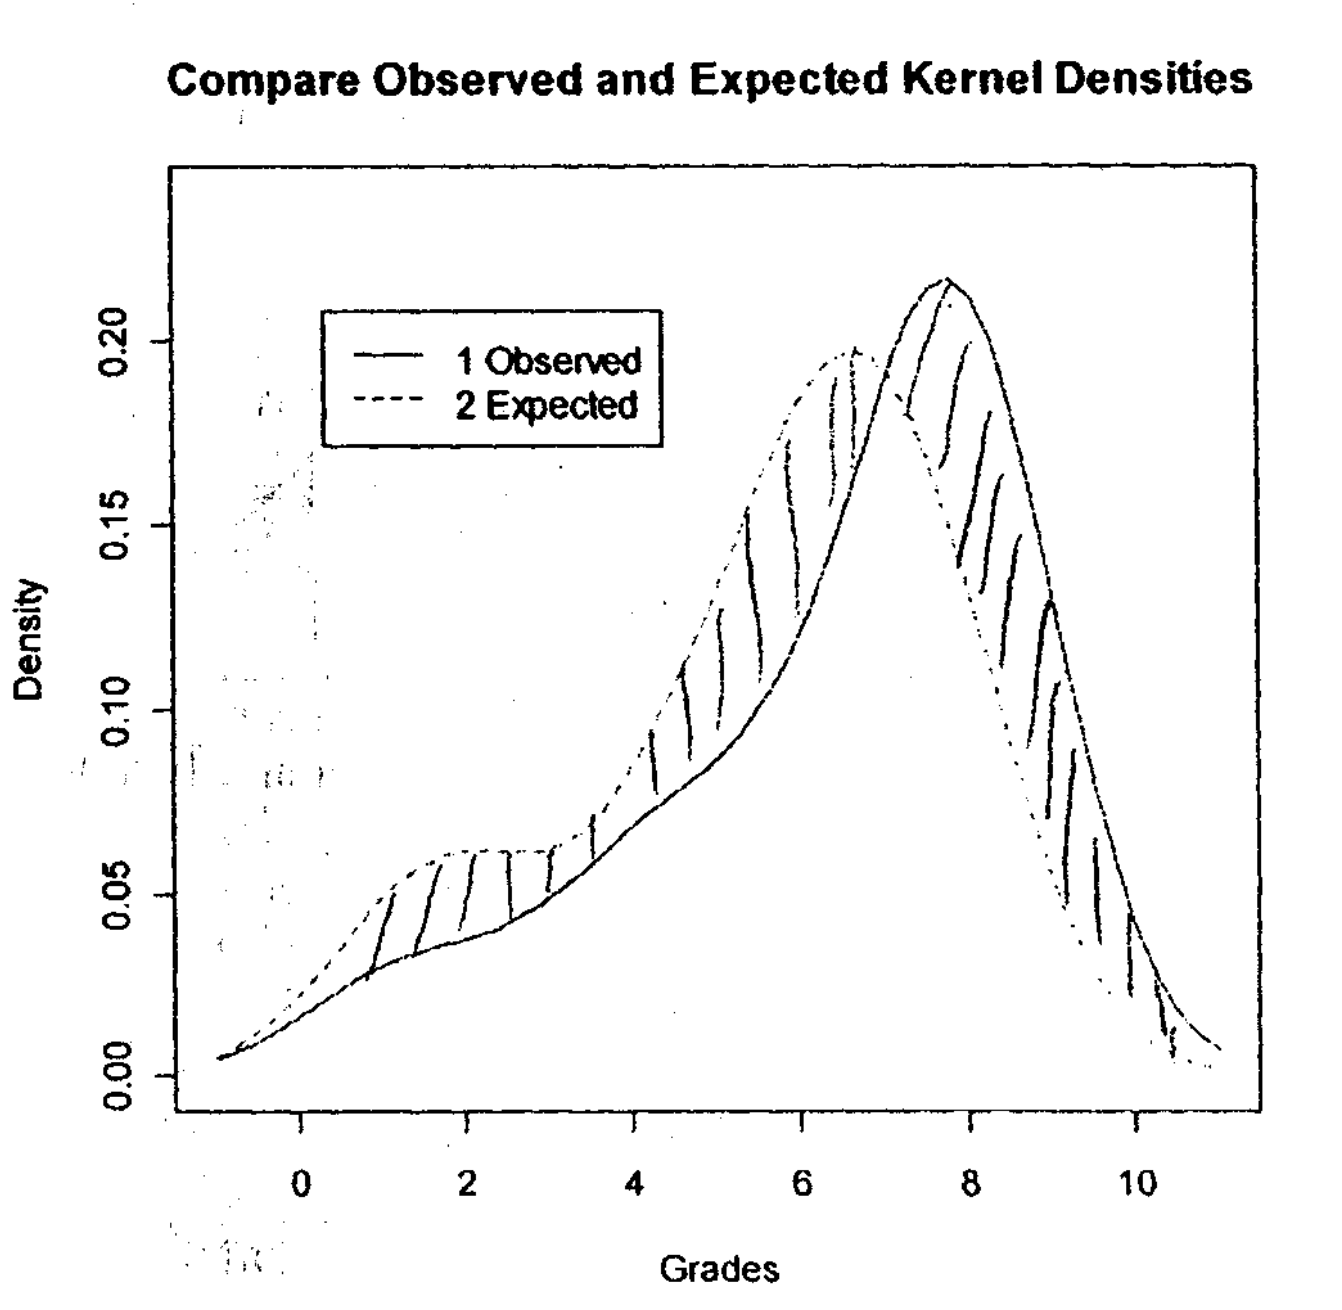 Compare Observed and Expected Kernel Densities
1 Observed
2 Expected
0.20
0.15
0.10
0.05
0.00
Density
0 2 4 6 8 10
Grades